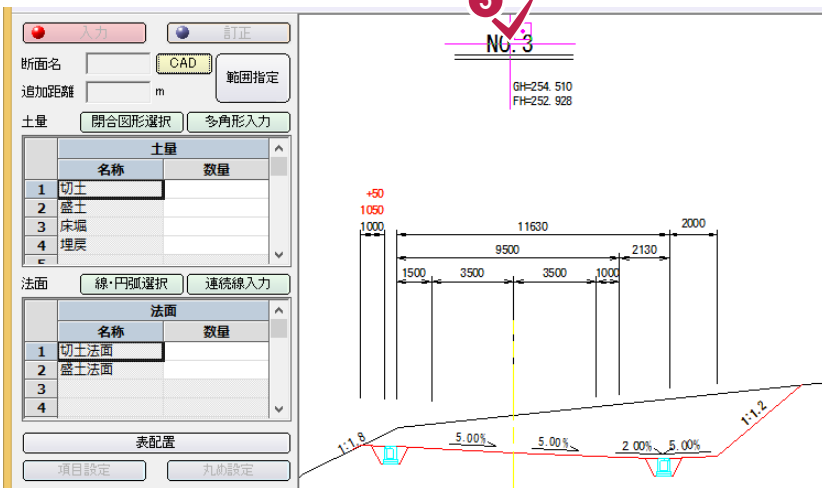 入力 訂正
断面名 CAD 範囲指定
追加距離 m
土量 閉合図形選択 多角形入力
土量
名称 数量
1 切土
2 盛土
3 床堀
4 埋戻
法面 線・円弧選択 連続線入力
法面
名称 数量
1 切土法面
2 盛土法面
3
4
表配置
項目設定 丸め設定
NO. 3
GH=254. 510
FH=252. 928
+50
1050
1000 11630 2000
9500 2130
1500 3500 3500 1000
1:1.8 5.00% 5.00% 2.00% 5.00% 1:1.2